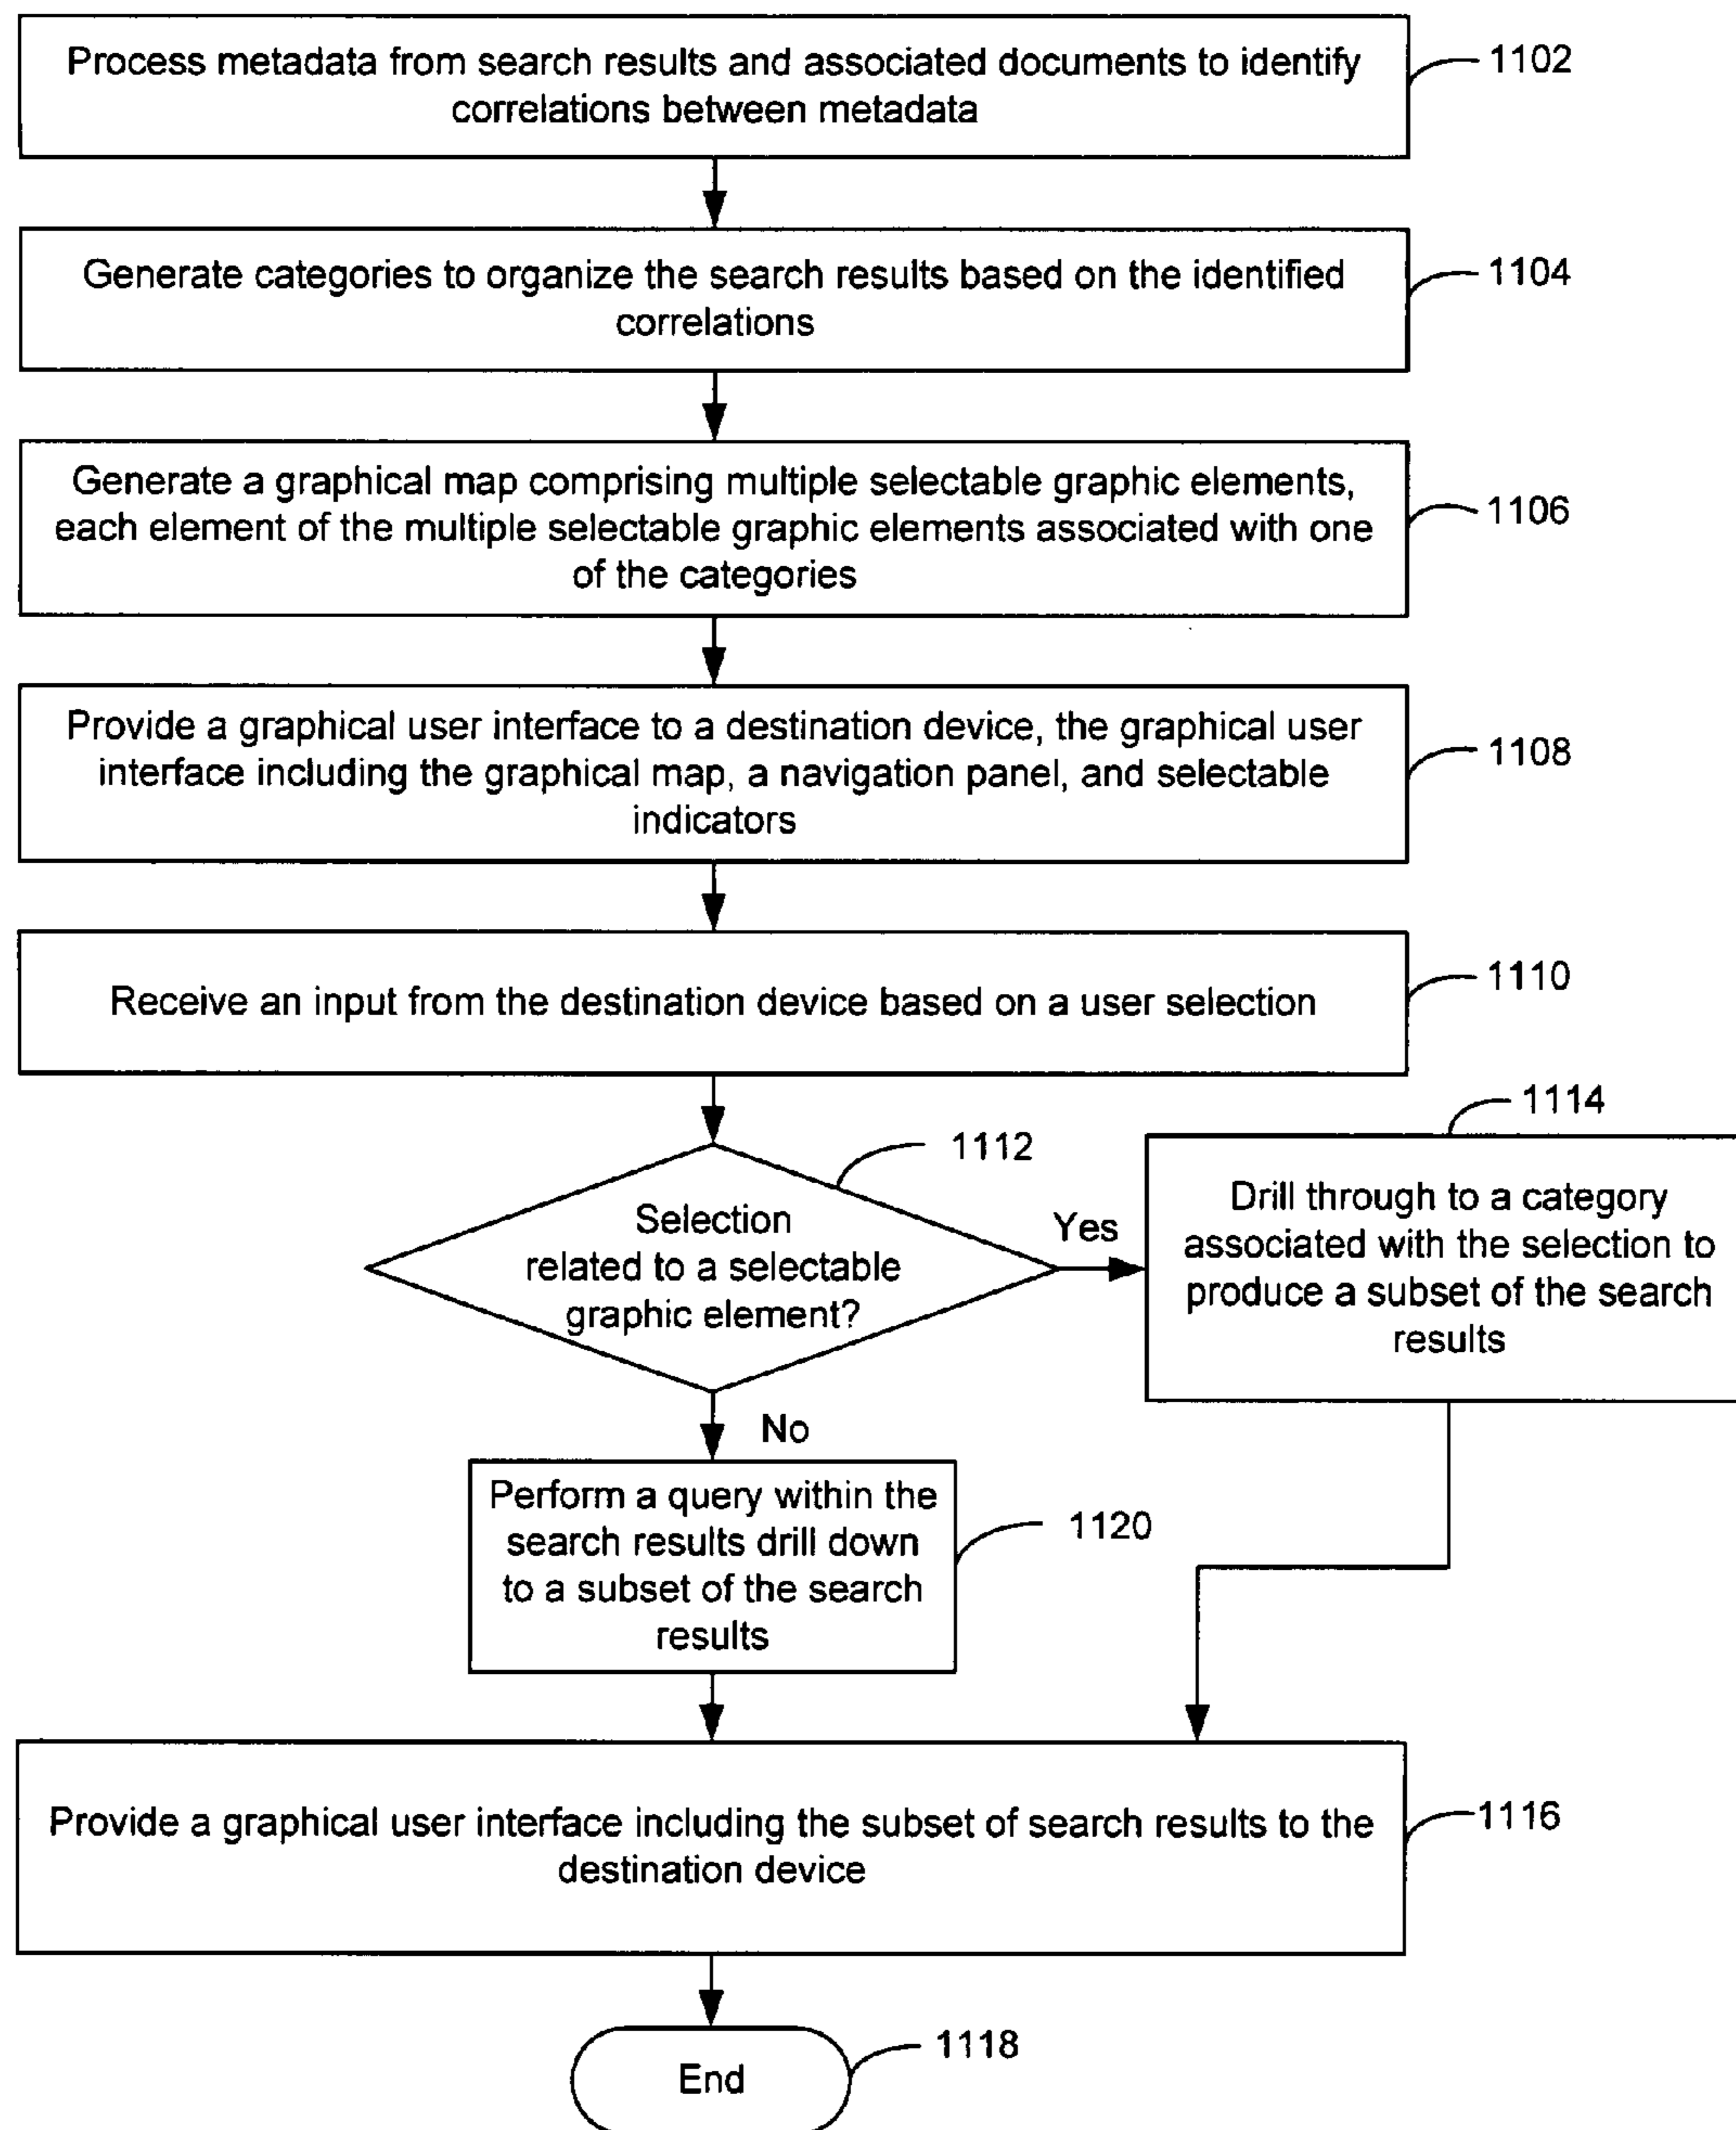 Process metadata from search results and associated documents to identify
correlations between metadata
1102
Generate categories to organize the search results based on the identified
correlations
1104
Generate a graphical map comprising multiple selectable graphic elements,
each element of the multiple selectable graphic elements associated with one
of the categories
1106
Provide a graphical user interface to a destination device, the graphical user
interface including the graphical map, a navigation panel, and selectable
indicators
1108
Receive an input from the destination device based on a user selection
1110
1112
Selection
related to a selectable
graphic element?
Yes
1114
Drill through to a category
associated with the selection to
produce a subset of the search
results
No
Perform a query within the
search results drill down
to a subset of the search
results
1120
Provide a graphical user interface including the subset of search results to the
destination device
1116
End
1118